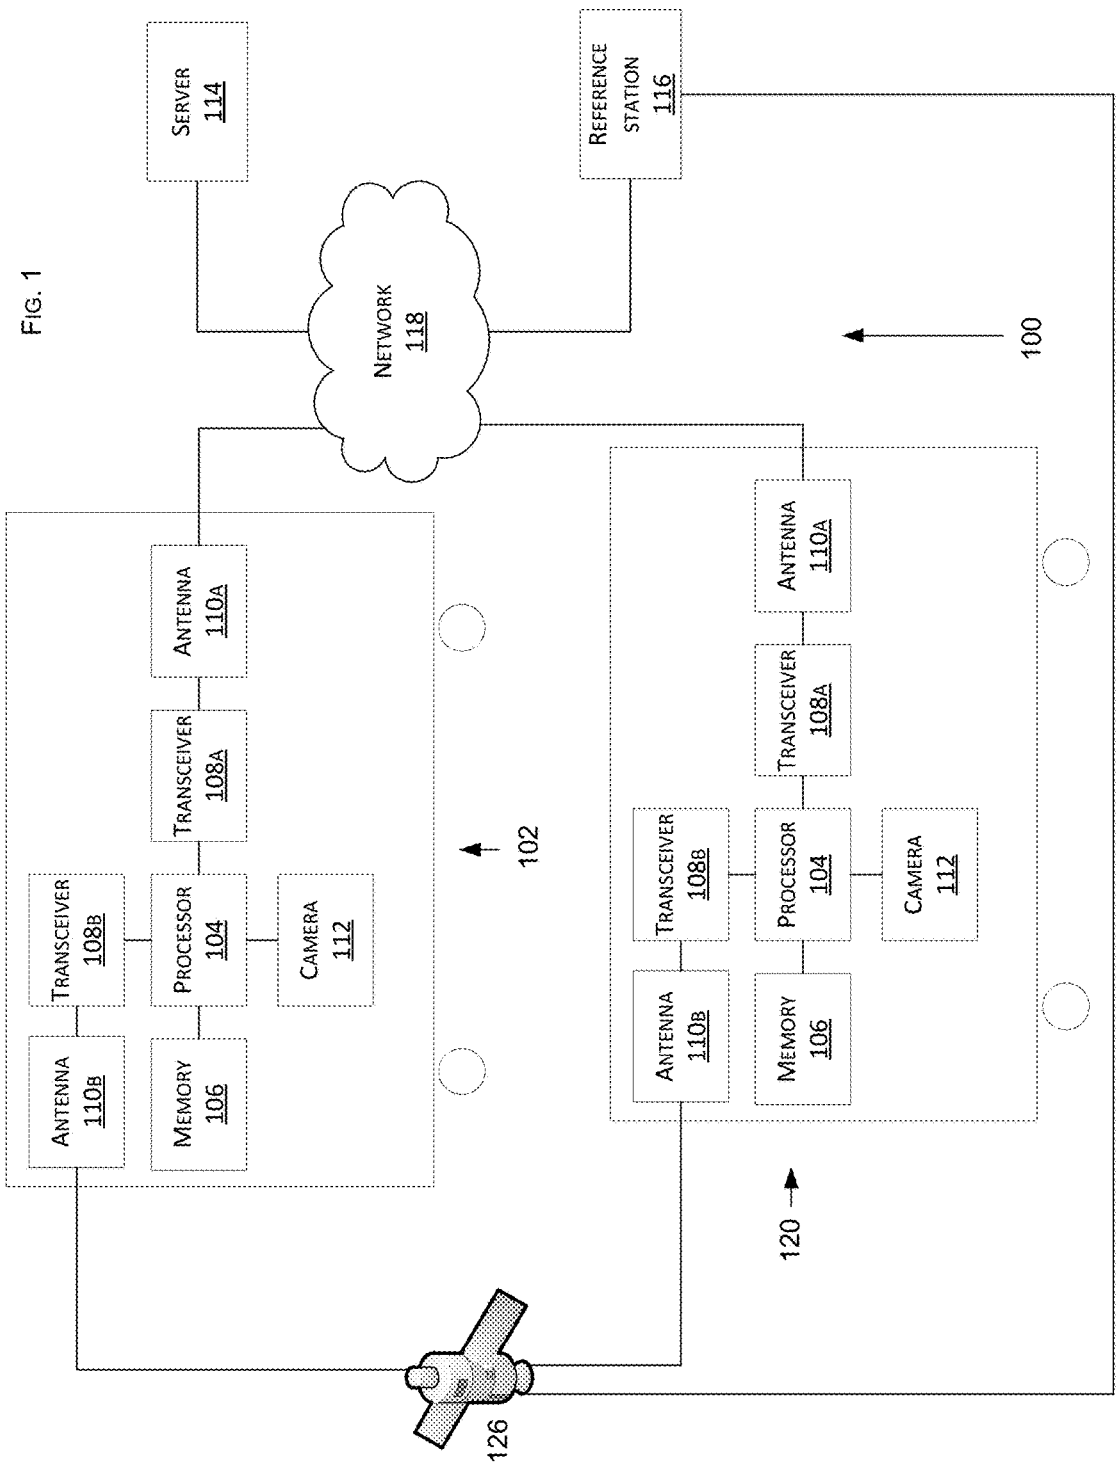 FIG. 1
SERVER
114
REFERENCE
STATION
116
NETWORK
118
100
ANTENNA
110A
TRANSCEIVER
108A
TRANSCEIVER
108B
PROCESSOR
104
CAMERA
112
ANTENNA
110B
MEMORY
106
102
ANTENNA
110A
TRANSCEIVER
108A
TRANSCEIVER
108B
PROCESSOR
104
CAMERA
112
ANTENNA
110B
MEMORY
106
120
126